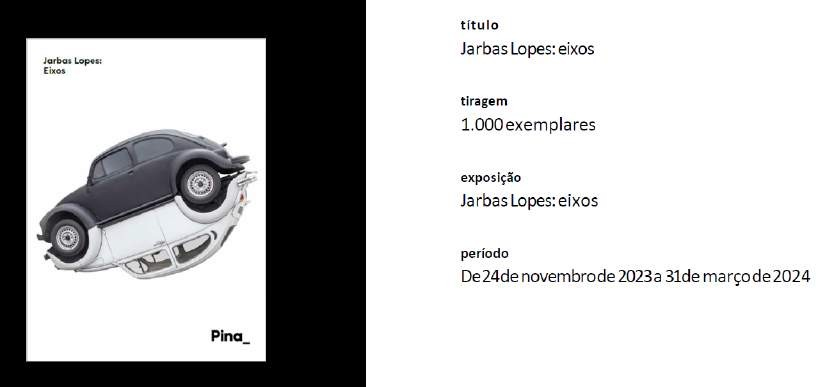 Jarbas Lopes:
Eixos
Pina_
título
Jarbas Lopes: eixos
tiragem
1.000 exemplares
exposição
Jarbas Lopes: eixos
período
De 24 de novembro de 2023 a 31 de março de 2024